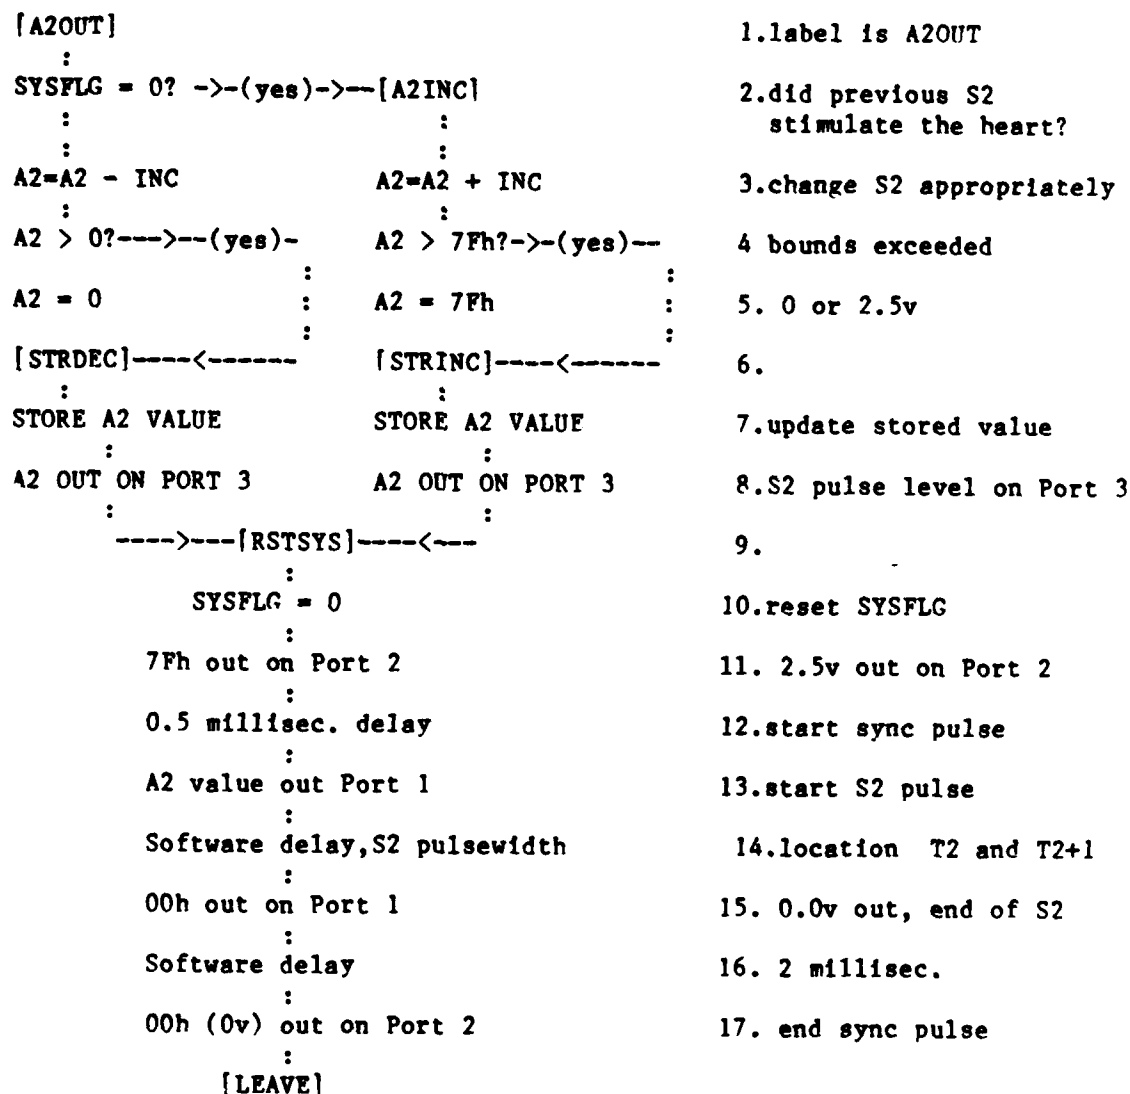 [A2OUT] 1.label is A2OUT
:
SYSFLG = 0? ->-(yes)->--[A2INC] 2.did previous S2
: : stimulate the heart?
: :
A2=A2 - INC A2=A2 + INC 3.change S2 appropriately
: :
A2 > 0?--->--(yes)- A2 > 7Fh?->-(yes)-- 4 bounds exceeded
: :
A2 = 0 : A2 = 7Fh : 5. 0 or 2.5v
: :
[STRDEC]----<------ [STRINC]----<------ 6.
: :
STORE A2 VALUE STORE A2 VALUE 7.update stored value
: :
A2 OUT ON PORT 3 A2 OUT ON PORT 3 8.S2 pulse level on Port 3
: :
---->---[RSTSYS]----<--- 9.
:
SYSFLG = 0 10.reset SYSFLG
:
7Fh out on Port 2 11. 2.5v out on Port 2
:
0.5 millisec. delay 12.start sync pulse
:
A2 value out Port 1 13.start S2 pulse
:
Software delay,S2 pulsewidth 14.location T2 and T2+1
:
00h out on Port 1 15. 0.0v out, end of S2
:
Software delay 16. 2 millisec.
:
00h (0v) out on Port 2 17. end sync pulse
:
[LEAVE]